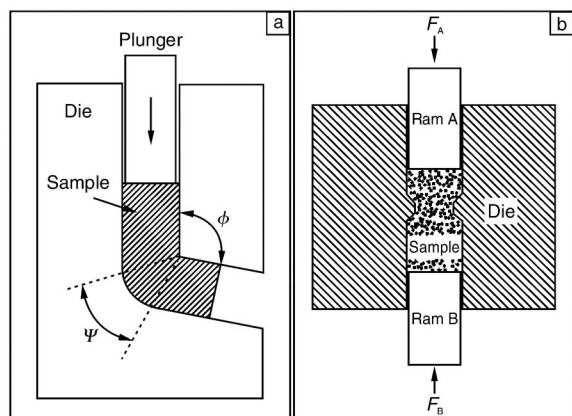 a
Plunger
Die
Sample
ϕ
Ψ
b
F_A
Ram A
Die
Sample
Ram B
F_B